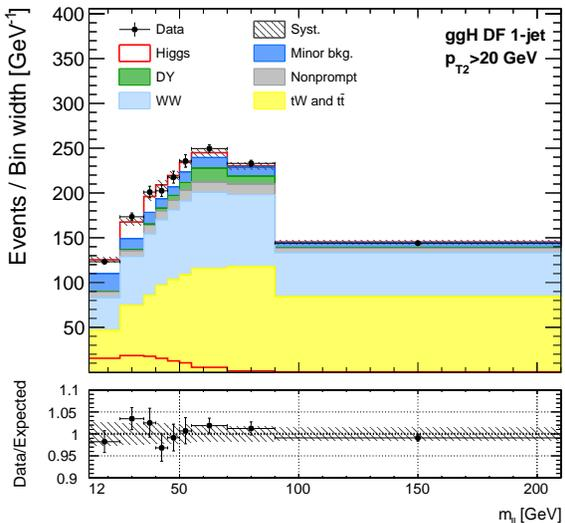 400
350
300
250
200
150
100
50
Events / Bin width [GeV⁻¹]
Data
Syst.
Higgs
Minor bkg.
DY
Nonprompt
WW
tW and tt̄
ggH DF 1-jet
p_T2>20 GeV
1.1
1.05
1
0.95
0.9
Data/Expected
12 50 100 150 200
m_ll [GeV]